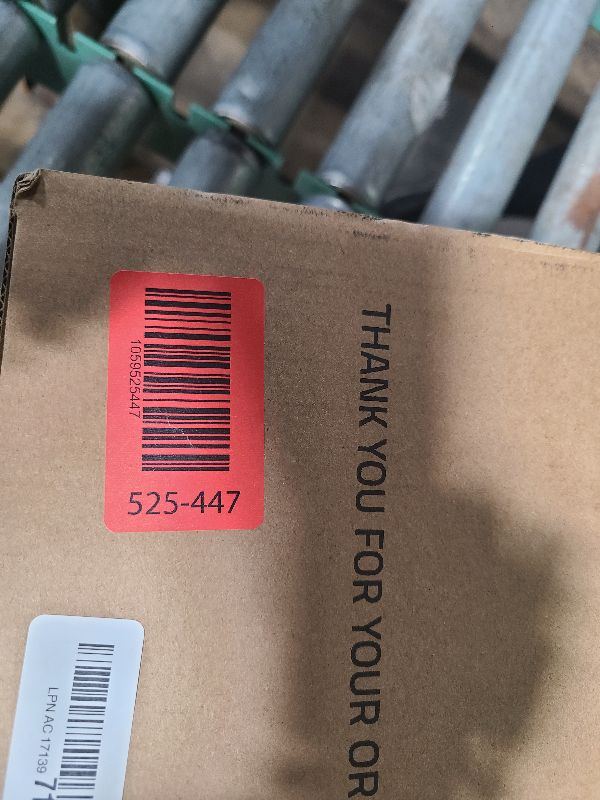 1059525447
525-447
THANK YOU FOR YOUR OR
LPN AC 17139